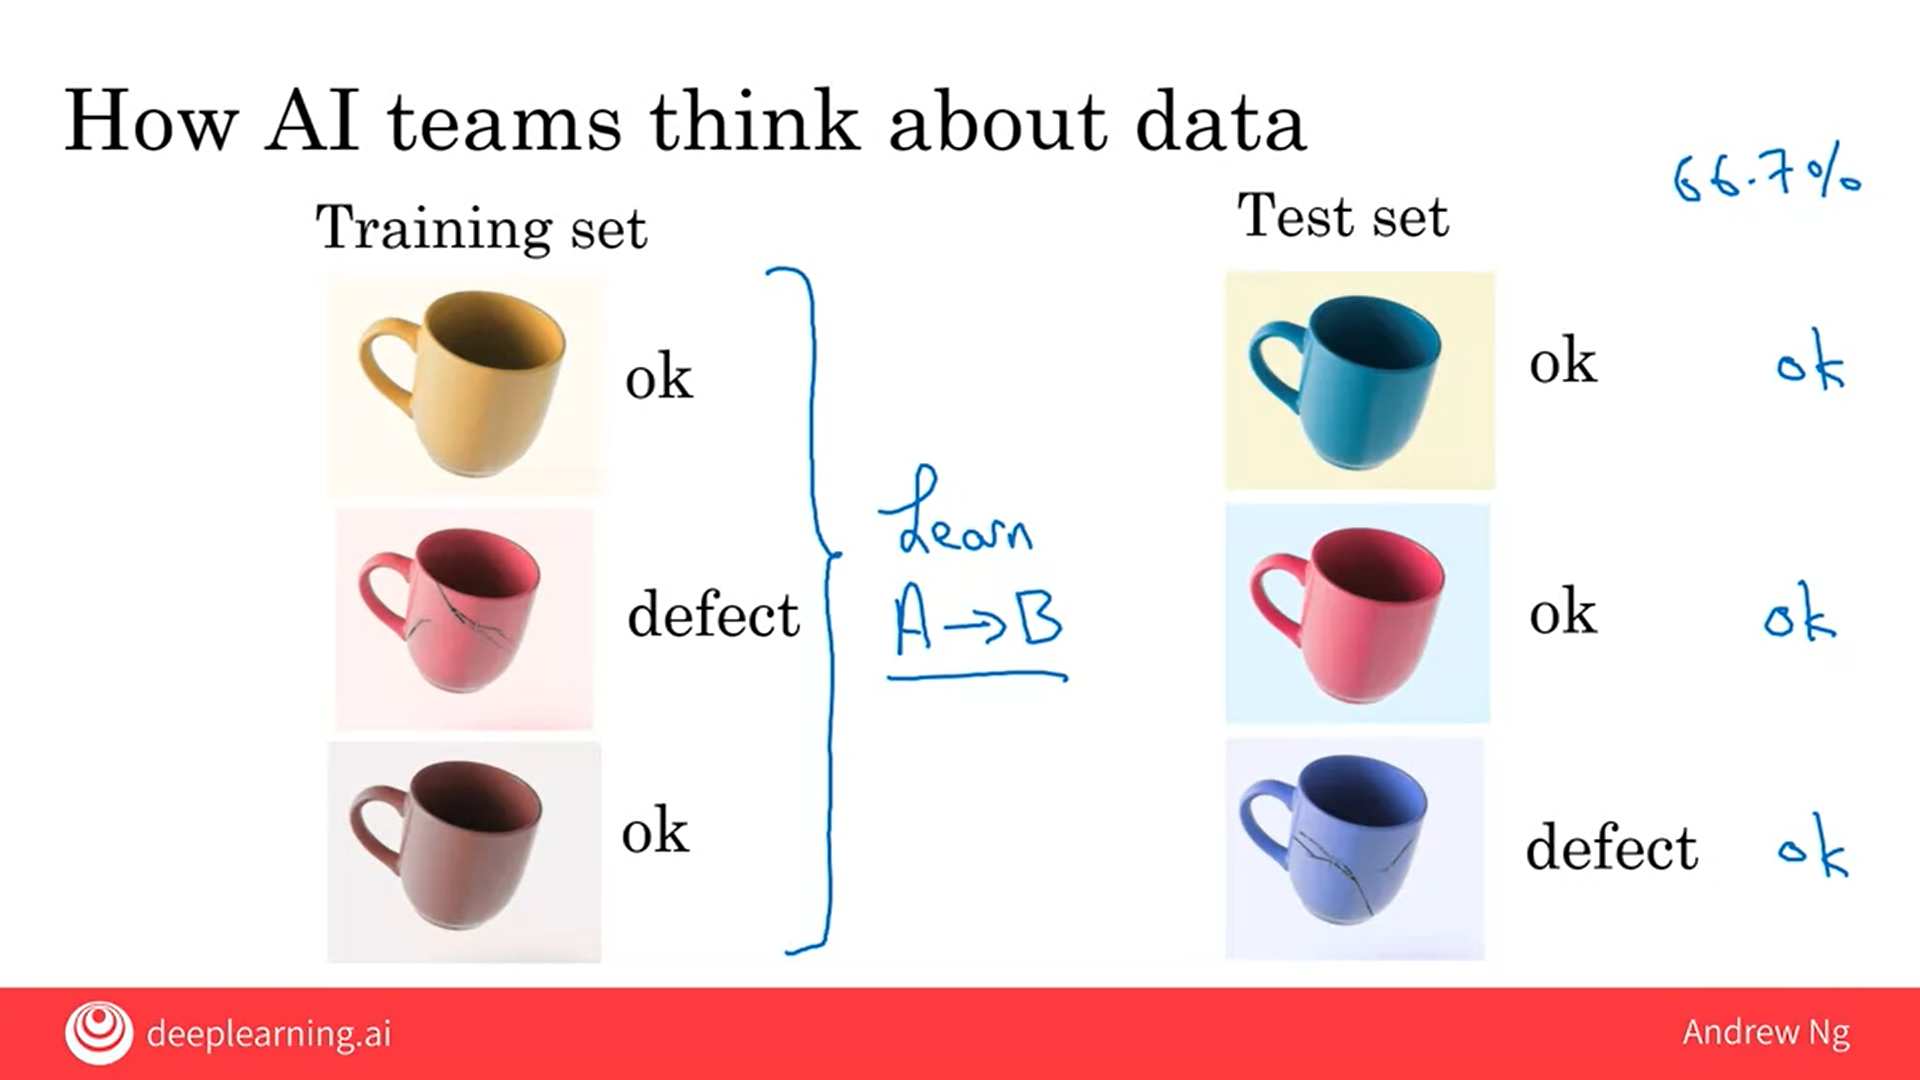 How AI teams think about data
66.7%
Training set
Test set
ok
ok
ok
Learn
A→B
defect
ok
ok
ok
defect
ok
deeplearning.ai
Andrew Ng